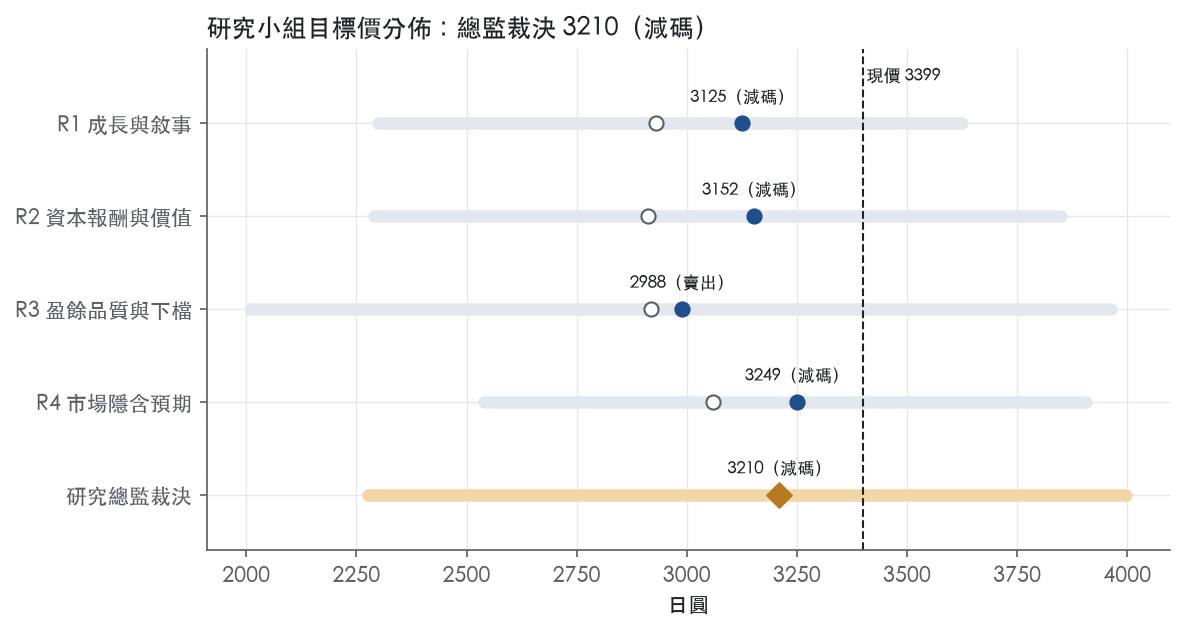 研究小組目標價分佈：總監裁決 3210（減碼）
現價 3399
3125（減碼）
R1 成長與敘事
3152（減碼）
R2 資本報酬與價值
2988（賣出）
R3 盈餘品質與下檔
3249（減碼）
R4 市場隱含預期
3210（減碼）
研究總監裁決
2000 2250 2500 2750 3000 3250 3500 3750 4000
日圓